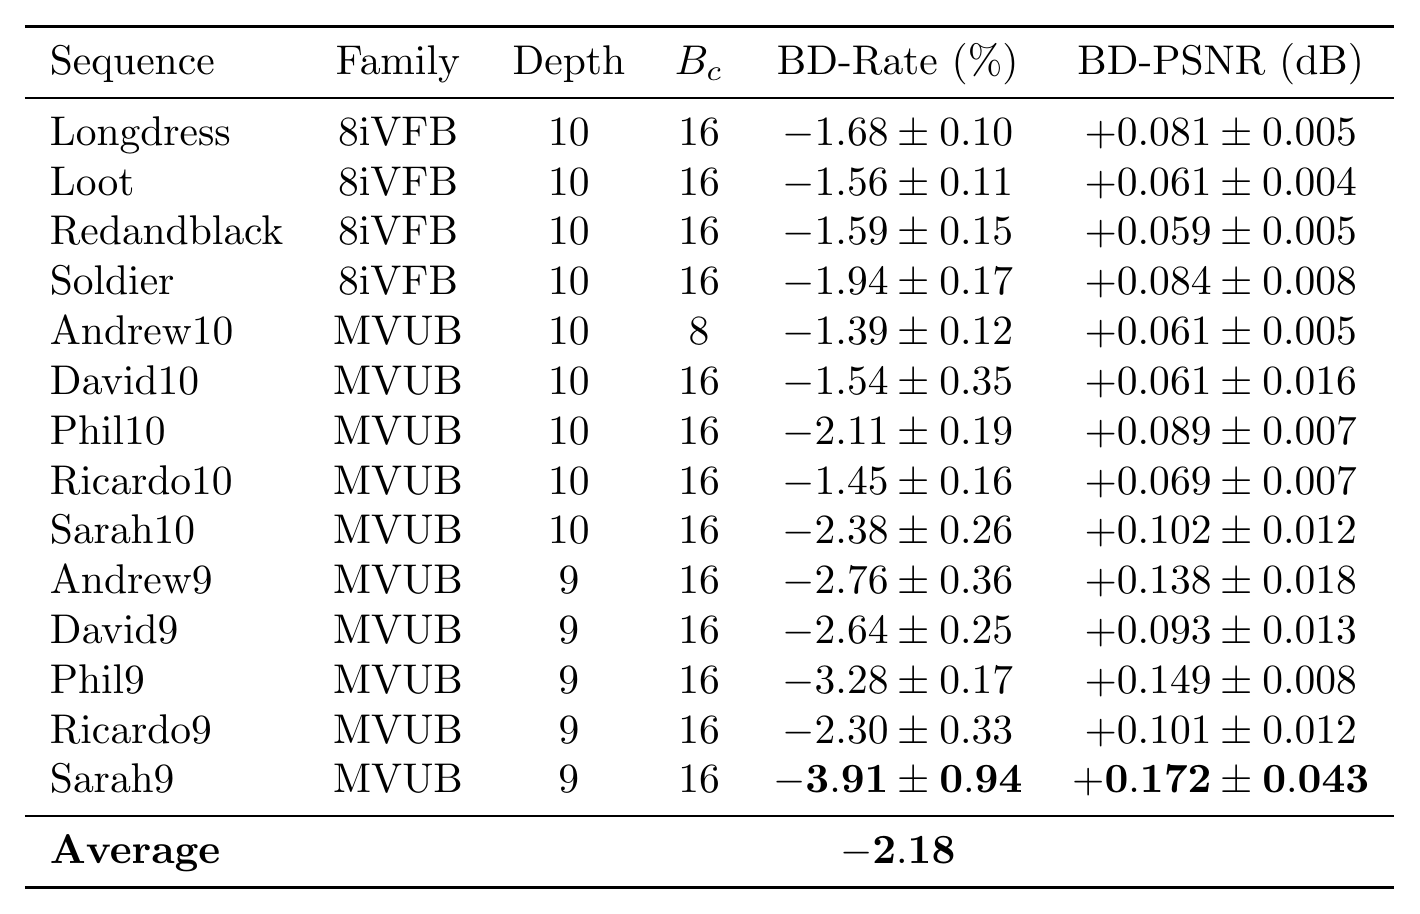 Sequence Family Depth B_c BD-Rate (%) BD-PSNR (dB)
Longdress 8iVFB 10 16 −1.68 ± 0.10 +0.081 ± 0.005
Loot 8iVFB 10 16 −1.56 ± 0.11 +0.061 ± 0.004
Redandblack 8iVFB 10 16 −1.59 ± 0.15 +0.059 ± 0.005
Soldier 8iVFB 10 16 −1.94 ± 0.17 +0.084 ± 0.008
Andrew10 MVUB 10 8 −1.39 ± 0.12 +0.061 ± 0.005
David10 MVUB 10 16 −1.54 ± 0.35 +0.061 ± 0.016
Phil10 MVUB 10 16 −2.11 ± 0.19 +0.089 ± 0.007
Ricardo10 MVUB 10 16 −1.45 ± 0.16 +0.069 ± 0.007
Sarah10 MVUB 10 16 −2.38 ± 0.26 +0.102 ± 0.012
Andrew9 MVUB 9 16 −2.76 ± 0.36 +0.138 ± 0.018
David9 MVUB 9 16 −2.64 ± 0.25 +0.093 ± 0.013
Phil9 MVUB 9 16 −3.28 ± 0.17 +0.149 ± 0.008
Ricardo9 MVUB 9 16 −2.30 ± 0.33 +0.101 ± 0.012
Sarah9 MVUB 9 16 −3.91 ± 0.94 +0.172 ± 0.043
Average −2.18